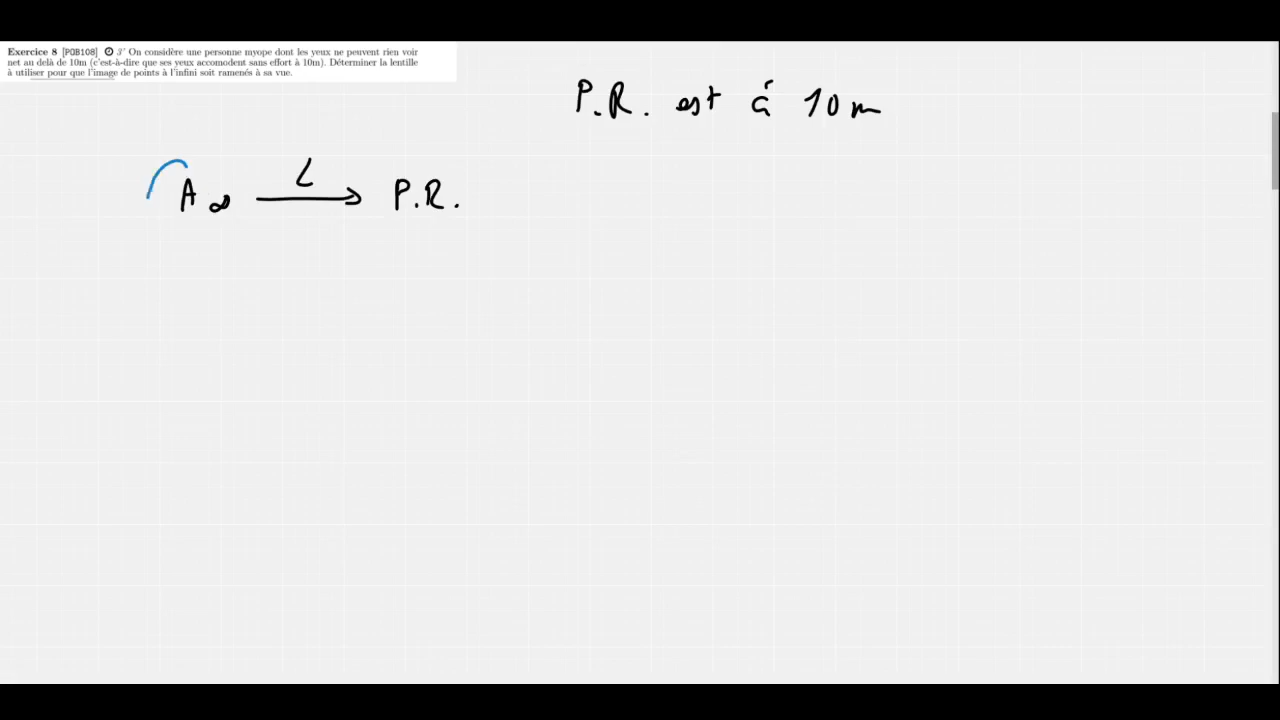 Exercice 8 [POB108] 3' On considère une personne myope dont les yeux ne peuvent rien voir
net au delà de 10m (c'est-à-dire que ses yeux accomodent sans effort à 10m). Déterminer la lentille
à utiliser pour que l'image de points à l'infini soit ramenés à sa vue.
P.R. est à 10 m
A ∞ L → P.R.